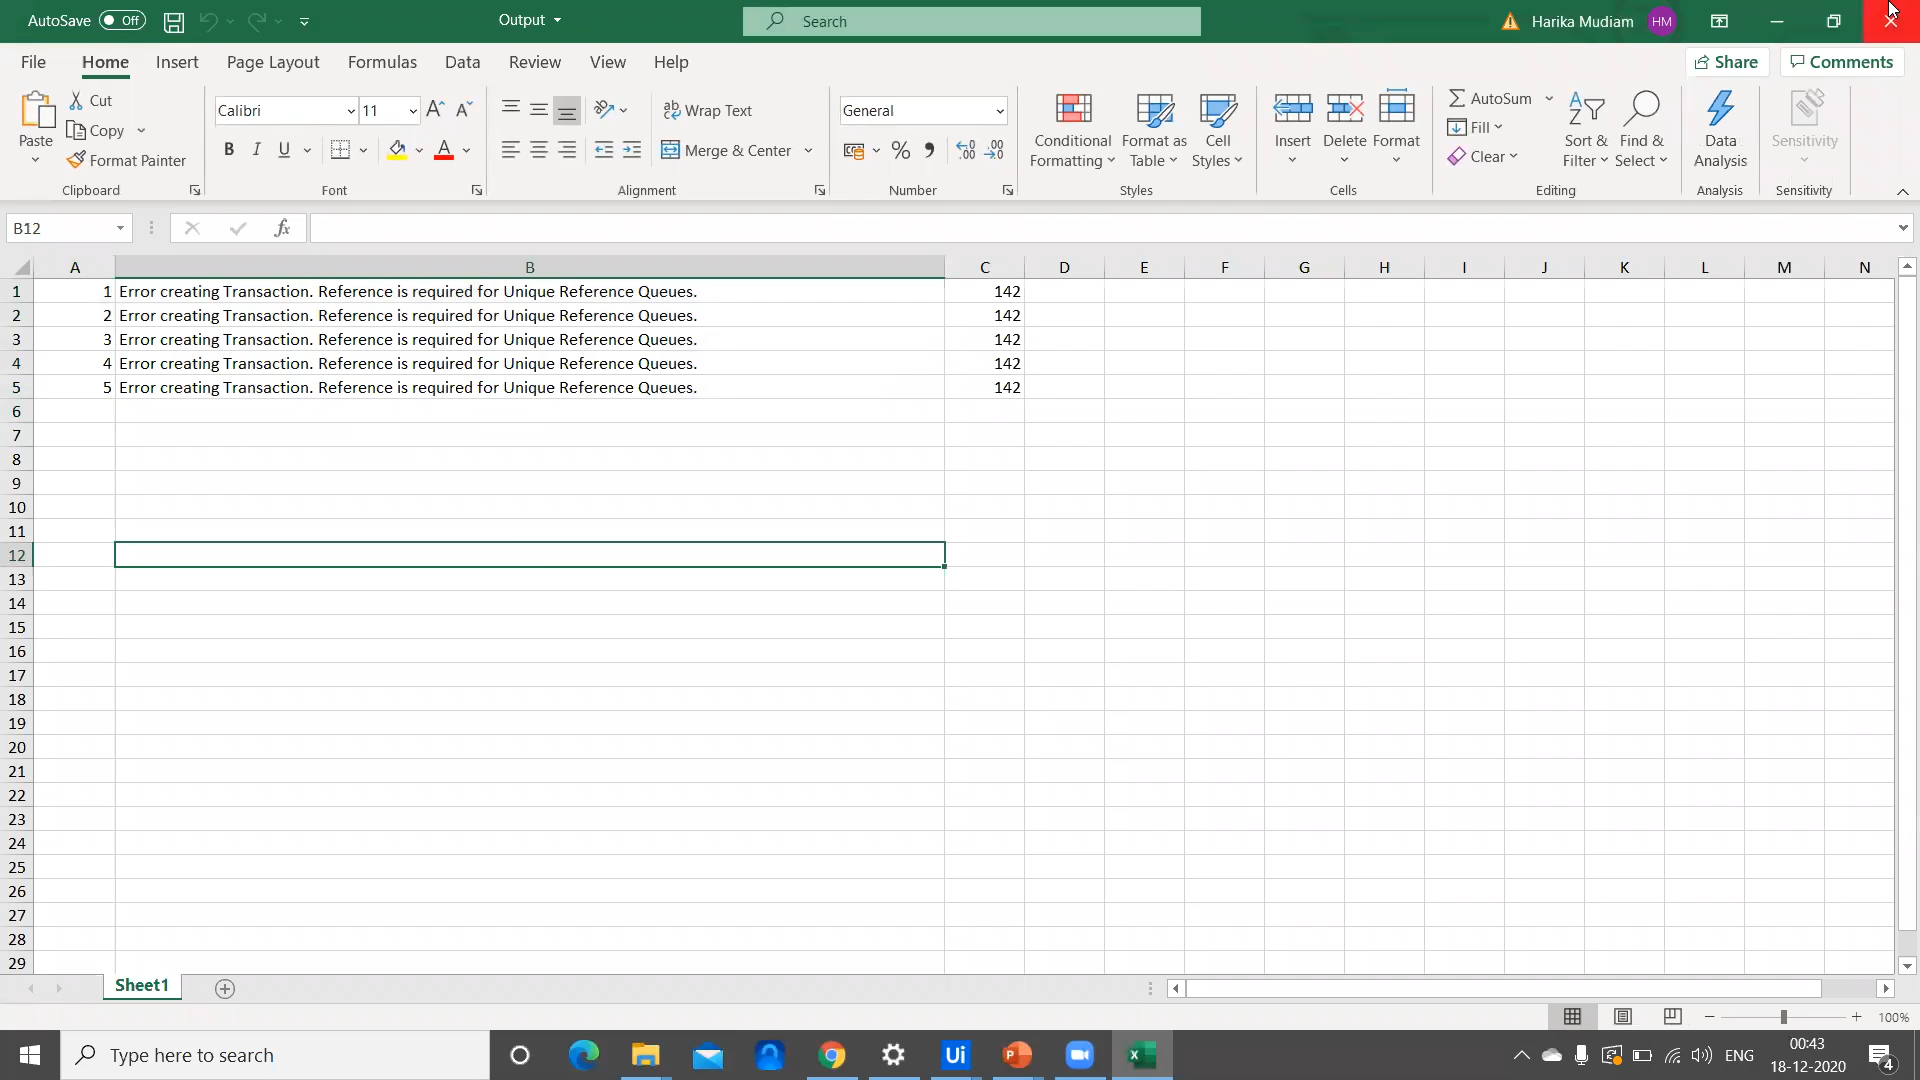 AutoSave Off Output Search Harika Mudiam HM
File Home Insert Page Layout Formulas Data Review View Help Share Comments
Paste Cut Copy Format Painter Clipboard
Calibri 11 B I U A Font
Wrap Text Merge & Center Alignment
General % Number
Conditional Formatting Format as Table Cell Styles Styles
Insert Delete Format Cells
AutoSum Fill Clear Sort & Filter Find & Select Editing
Data Analysis Analysis
Sensitivity Sensitivity
B12 fx
A B C D E F G H I J K L M N
1 1 Error creating Transaction. Reference is required for Unique Reference Queues. 142
2 2 Error creating Transaction. Reference is required for Unique Reference Queues. 142
3 3 Error creating Transaction. Reference is required for Unique Reference Queues. 142
4 4 Error creating Transaction. Reference is required for Unique Reference Queues. 142
5 5 Error creating Transaction. Reference is required for Unique Reference Queues. 142
6
7
8
9
10
11
12
13
14
15
16
17
18
19
20
21
22
23
24
25
26
27
28
29
Sheet1
100%
Type here to search Ui ENG 00:43
18-12-2020 4